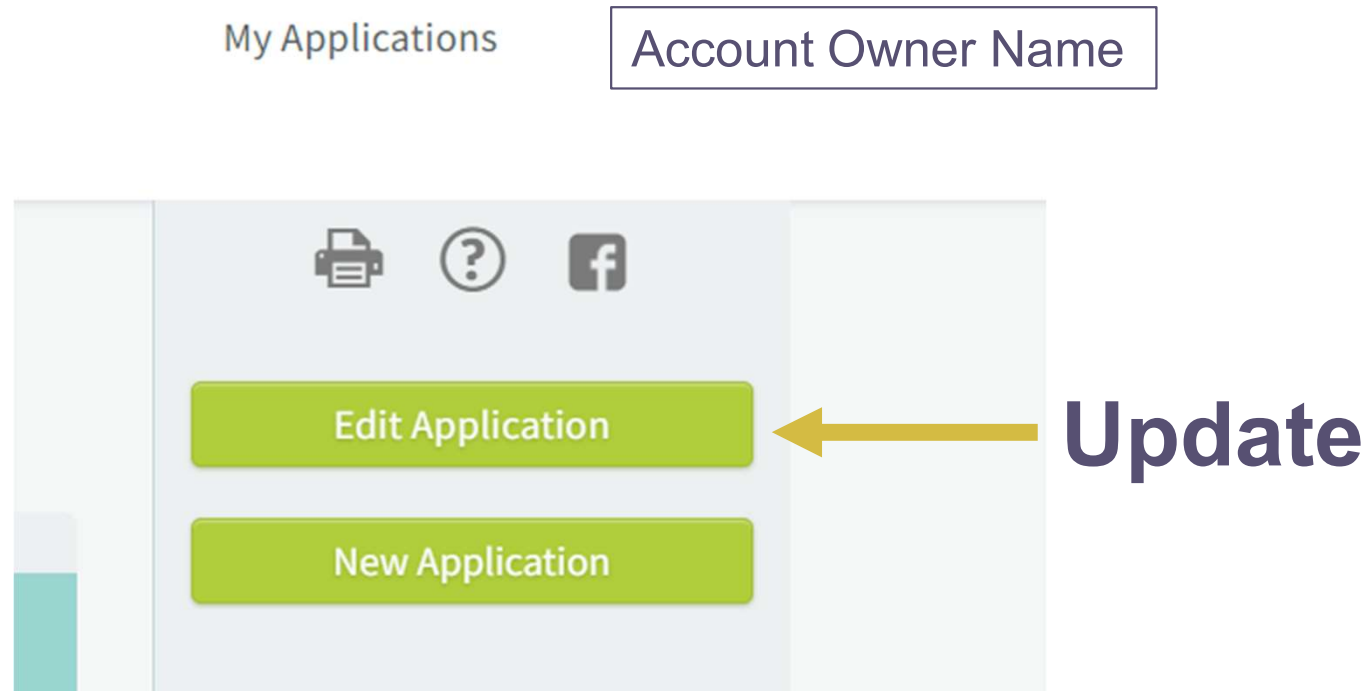 My Applications
Account Owner Name
Edit Application
Update
New Application